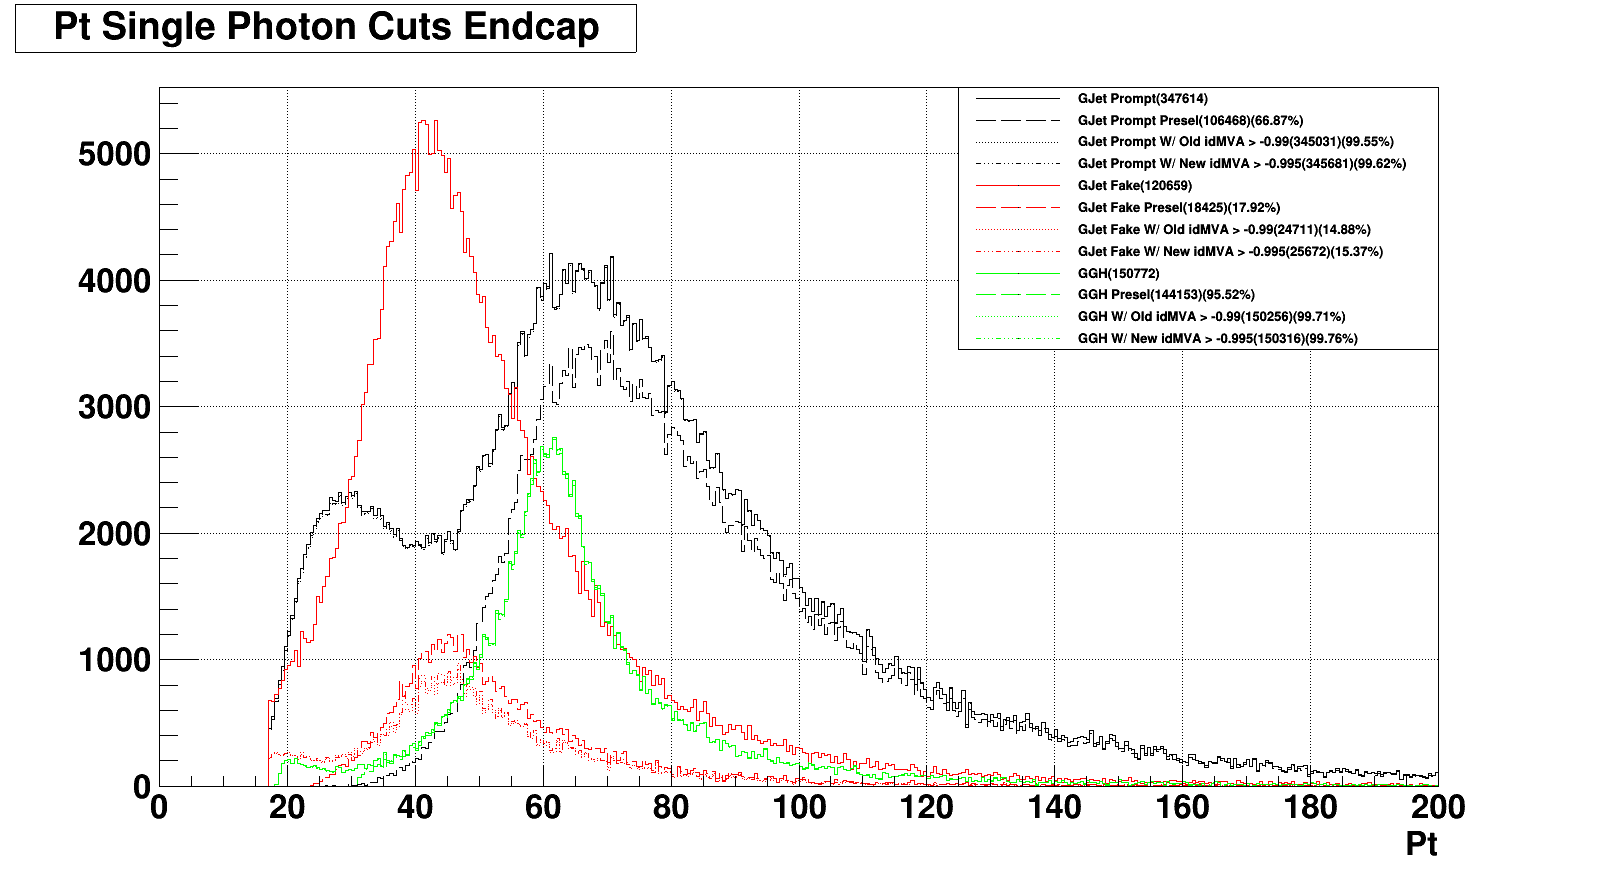 Pt Single Photon Cuts Endcap
GJet Prompt(347614)
GJet Prompt Presel(106468)(66.87%)
GJet Prompt W/ Old idMVA > -0.99(345031)(99.55%)
GJet Prompt W/ New idMVA > -0.995(345681)(99.62%)
GJet Fake(120659)
GJet Fake Presel(18425)(17.92%)
GJet Fake W/ Old idMVA > -0.99(24711)(14.88%)
GJet Fake W/ New idMVA > -0.995(25672)(15.37%)
GGH(150772)
GGH Presel(144153)(95.52%)
GGH W/ Old idMVA > -0.99(150256)(99.71%)
GGH W/ New idMVA > -0.995(150316)(99.76%)
5000
4000
3000
2000
1000
0
0 20 40 60 80 100 120 140 160 180 200
Pt